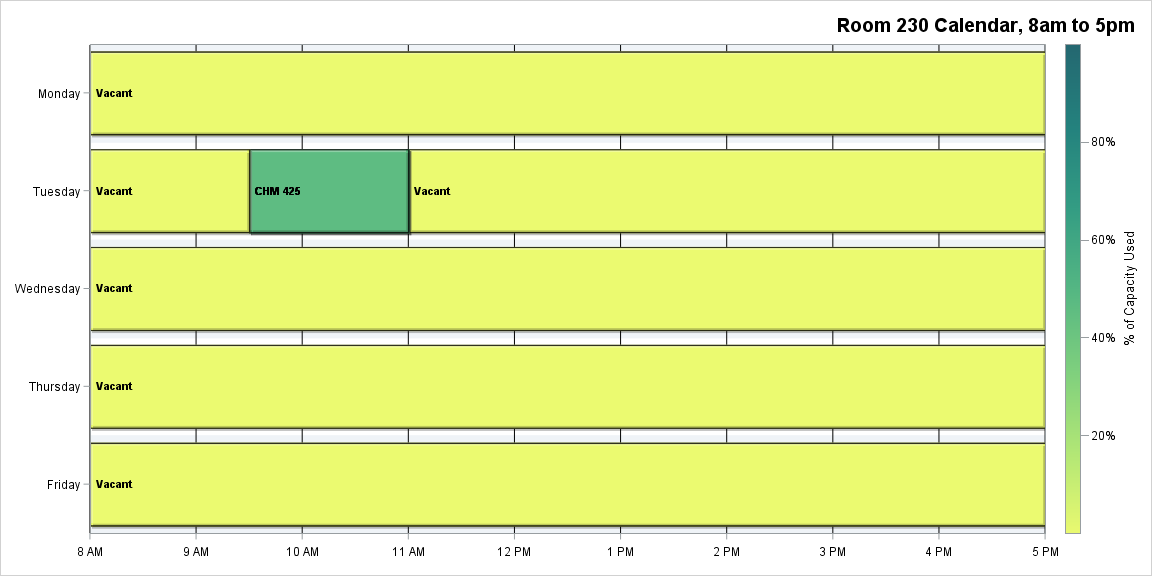 Room 230 Calendar, 8am to 5pm
Monday
Vacant
Tuesday
Vacant
CHM 425
Vacant
Wednesday
Vacant
Thursday
Vacant
Friday
Vacant
8 AM 9 AM 10 AM 11 AM 12 PM 1 PM 2 PM 3 PM 4 PM 5 PM
80%
60%
40%
20%
% of Capacity Used